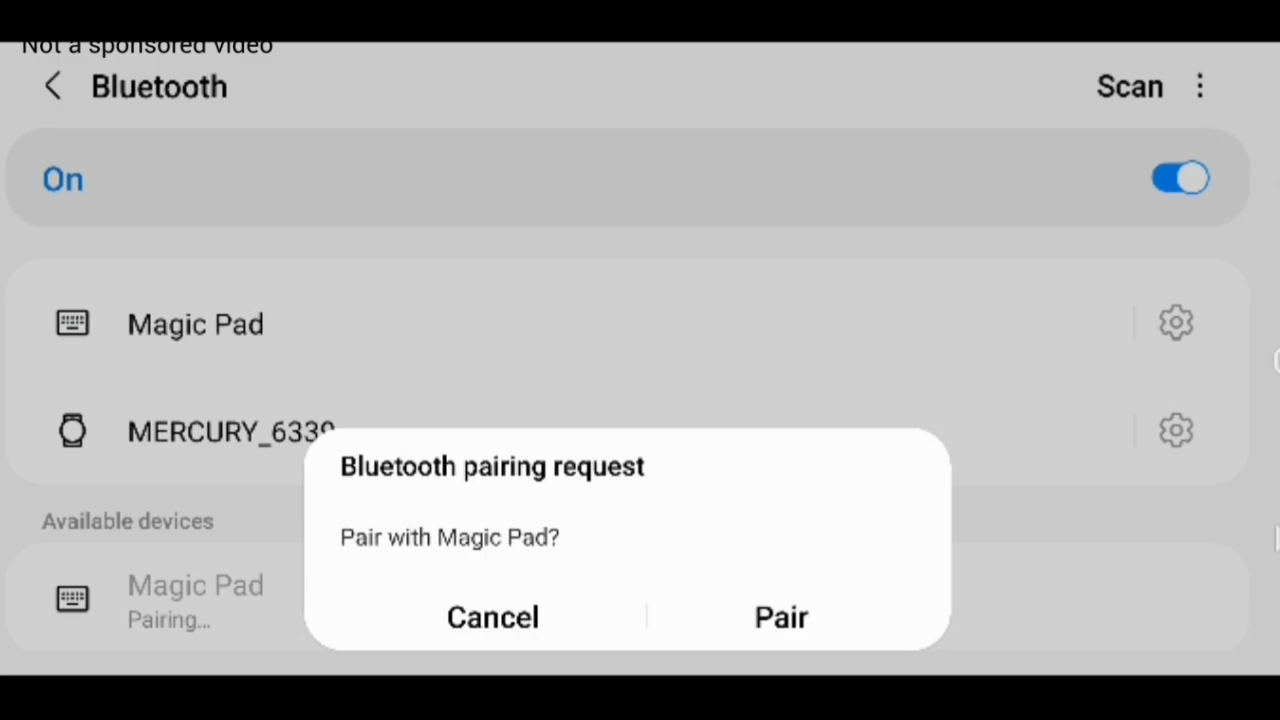 Not a sponsored video
Bluetooth
Scan
On
Magic Pad
MERCURY_6339
Bluetooth pairing request
Available devices
Pair with Magic Pad?
Magic Pad
Pairing...
Cancel
Pair